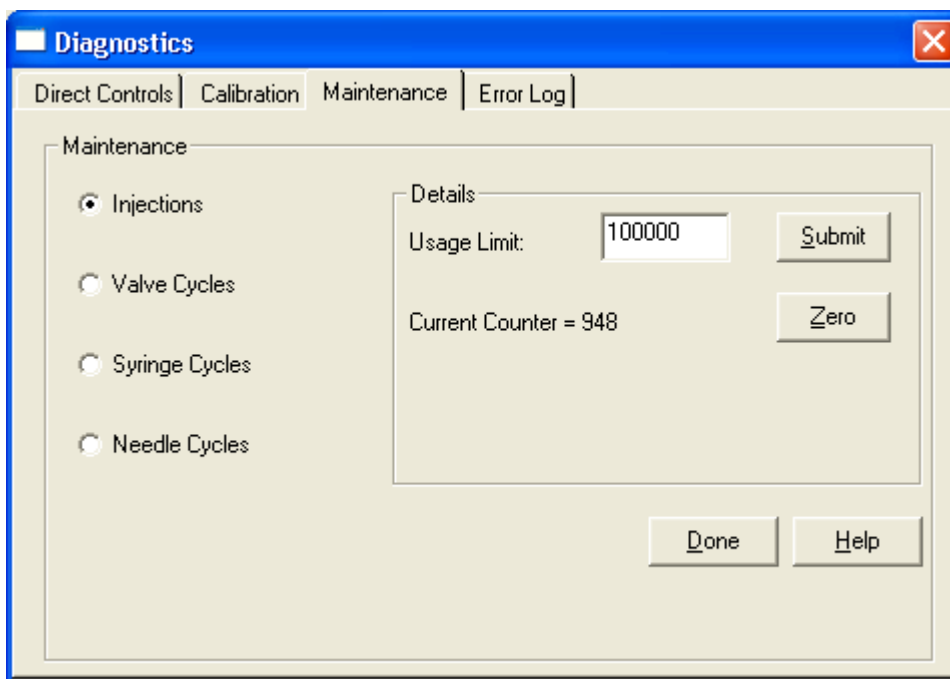 Diagnostics
Direct Controls Calibration Maintenance Error Log
Maintenance
Injections
Valve Cycles
Syringe Cycles
Needle Cycles
Details
Usage Limit: 100000 Submit
Current Counter = 948 Zero
Done Help